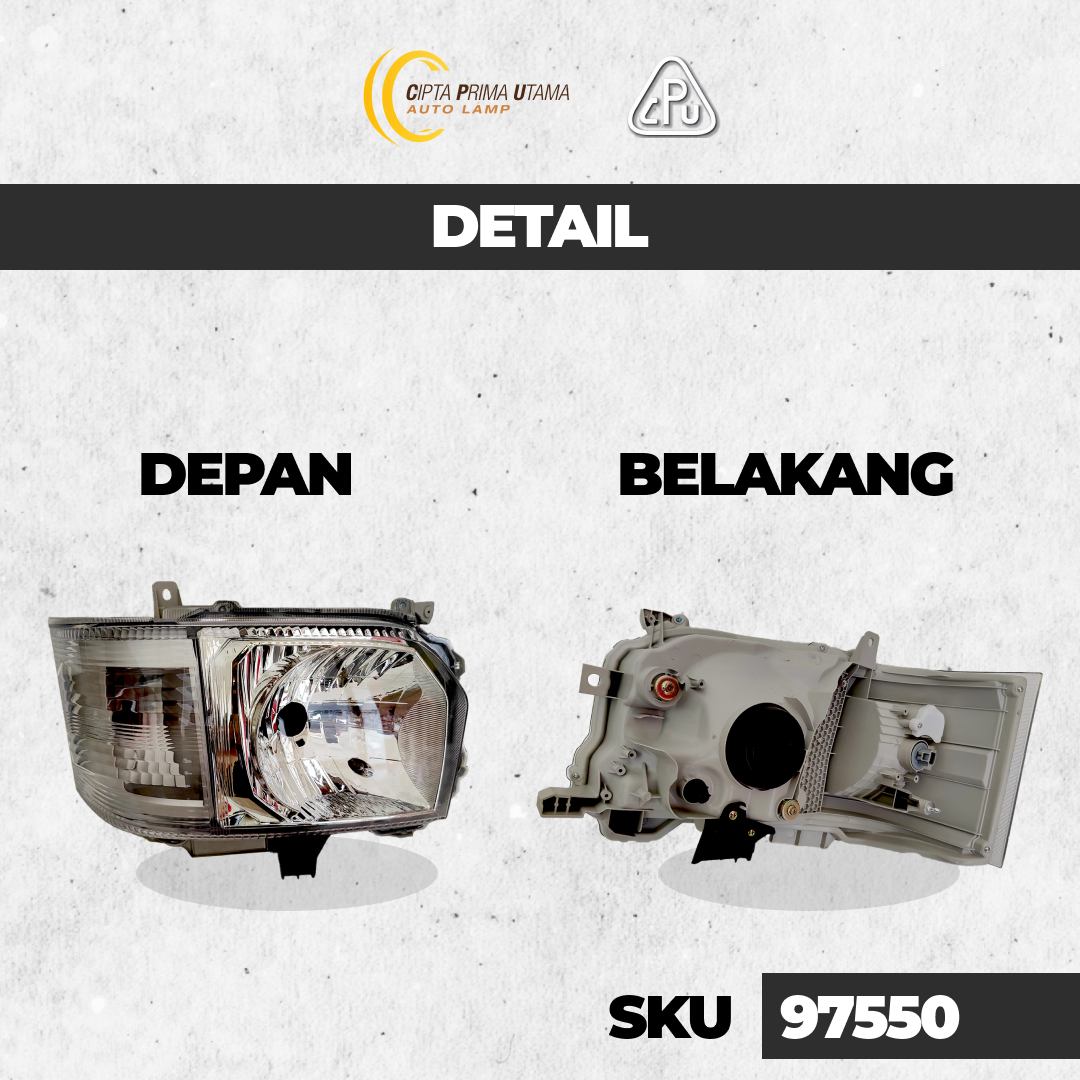 CIPTA PRIMA UTAMA
AUTO LAMP
CPU
DETAIL
DEPAN
BELAKANG
SKU 97550